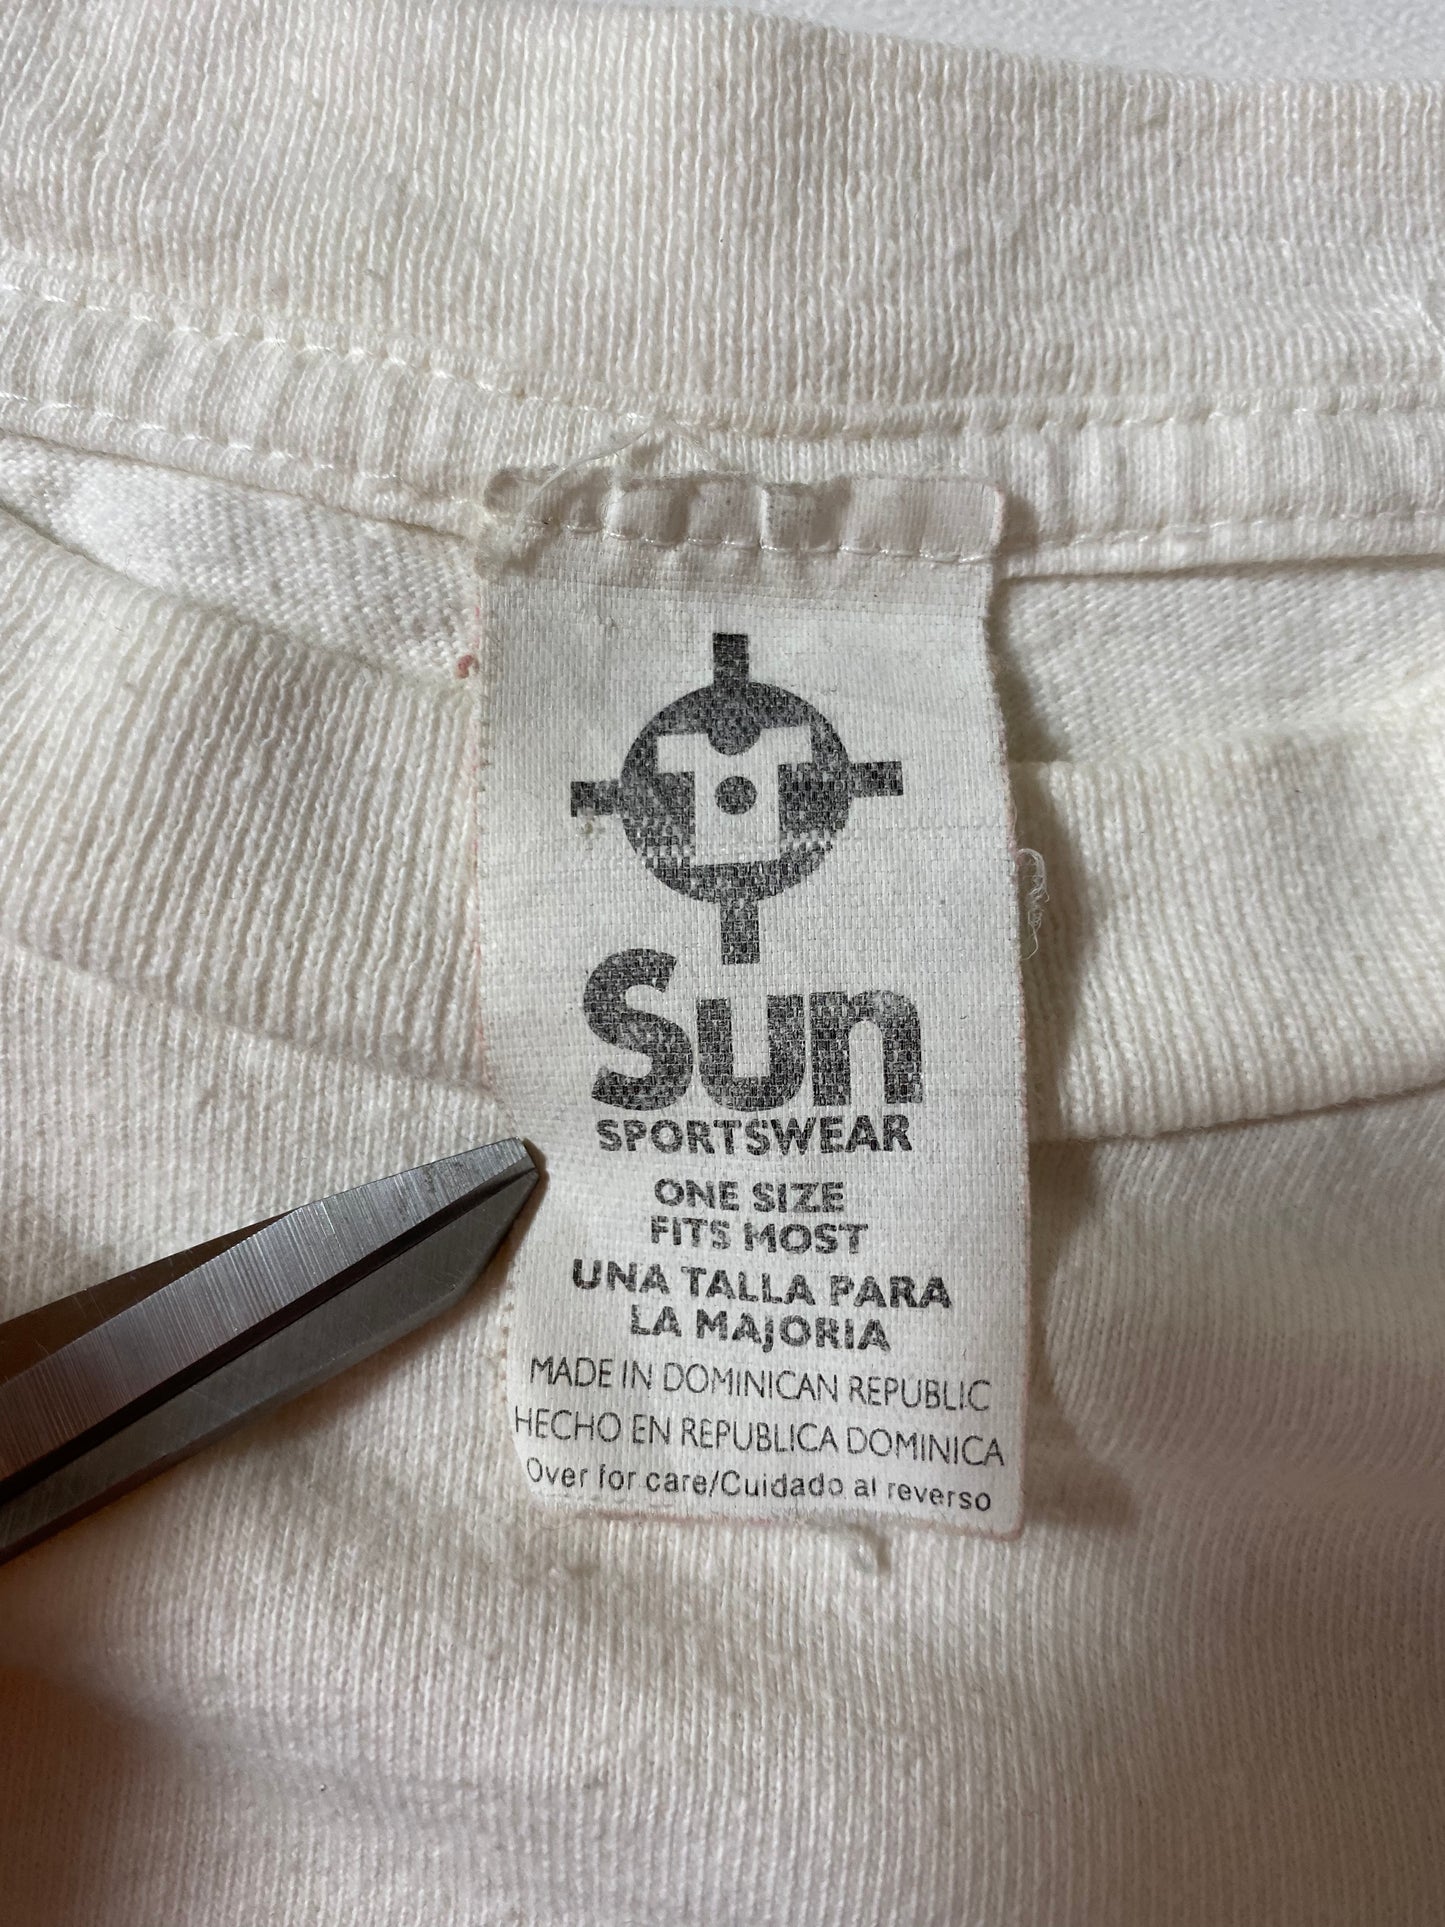 Sun
SPORTSWEAR
ONE SIZE
FITS MOST
UNA TALLA PARA
LA MAJORIA
MADE IN DOMINICAN REPUBLIC
HECHO EN REPUBLICA DOMINICA
Over for care/Cuidado al reverso